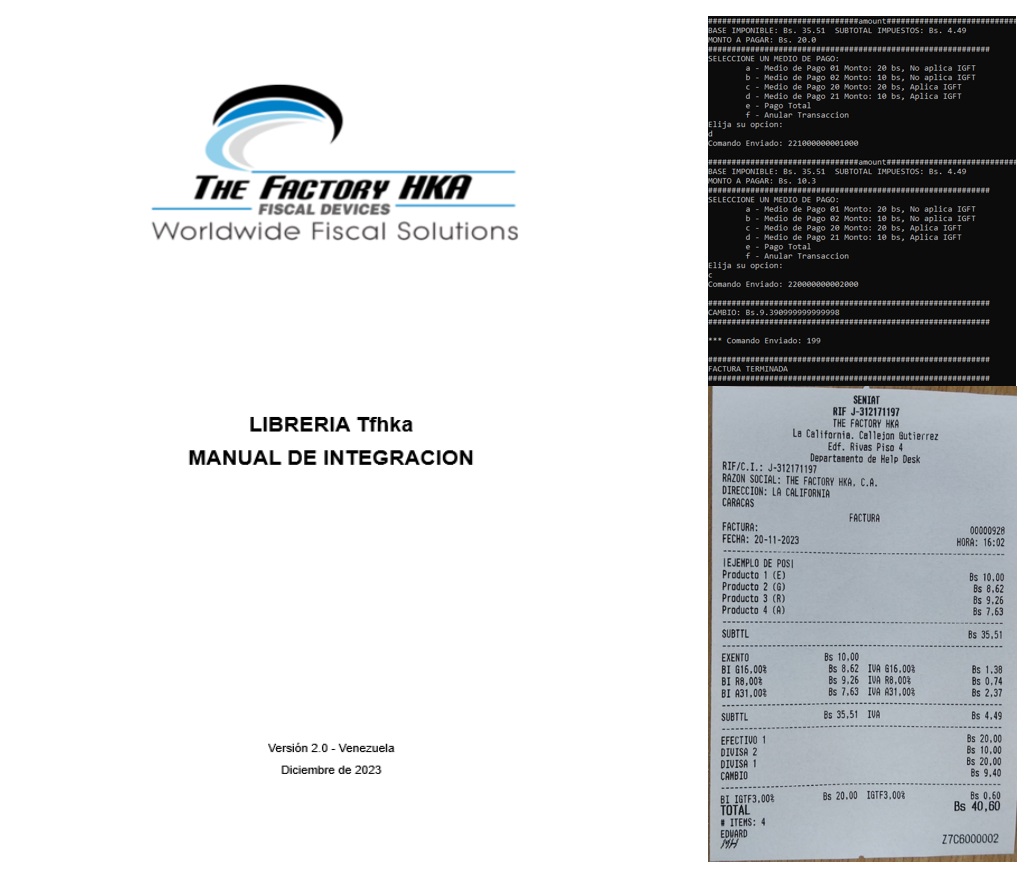 THE FACTORY HKA
FISCAL DEVICES
Worldwide Fiscal Solutions
LIBRERIA Tfhka
MANUAL DE INTEGRACION
Versión 2.0 - Venezuela
Diciembre de 2023
################################amount############################
BASE IMPONIBLE: Bs. 35.51 SUBTOTAL IMPUESTOS: Bs. 4.49
MONTO A PAGAR: Bs. 20.0
############################################################
SELECCIONE UN MEDIO DE PAGO:
a - Medio de Pago 01 Monto: 20 bs, No aplica IGFT
b - Medio de Pago 02 Monto: 10 bs, No aplica IGFT
c - Medio de Pago 20 Monto: 20 bs, Aplica IGFT
d - Medio de Pago 21 Monto: 10 bs, Aplica IGFT
e - Pago Total
f - Anular Transaccion
Elija su opcion:
d
Comando Enviado: 221000000001000
################################amount############################
BASE IMPONIBLE: Bs. 35.51 SUBTOTAL IMPUESTOS: Bs. 4.49
MONTO A PAGAR: Bs. 10.3
############################################################
SELECCIONE UN MEDIO DE PAGO:
a - Medio de Pago 01 Monto: 20 bs, No aplica IGFT
b - Medio de Pago 02 Monto: 10 bs, No aplica IGFT
c - Medio de Pago 20 Monto: 20 bs, Aplica IGFT
d - Medio de Pago 21 Monto: 10 bs, Aplica IGFT
e - Pago Total
f - Anular Transaccion
Elija su opcion:
c
Comando Enviado: 220000000002000
############################################################
CAMBIO: Bs.9.390999999999998
############################################################
*** Comando Enviado: 199
############################################################
FACTURA TERMINADA
############################################################
SENIAT
RIF J-312171197
THE FACTORY HKA
La California. Callejon Gutierrez
Edf. Rivas Piso 4
Departamento de Help Desk
RIF/C.I.: J-312171197
RAZON SOCIAL: THE FACTORY HKA, C.A.
DIRECCION: LA CALIFORNIA
CARACAS
FACTURA
FACTURA: 00000928
FECHA: 20-11-2023 HORA: 16:02
|EJEMPLO DE POS|
Producto 1 (E) Bs 10,00
Producto 2 (G) Bs 8,62
Producto 3 (R) Bs 9,26
Producto 4 (A) Bs 7,63
SUBTTL Bs 35,51
EXENTO Bs 10,00
BI G16,00% Bs 8,62 IVA G16,00% Bs 1,38
BI R8,00% Bs 9,26 IVA R8,00% Bs 0,74
BI A31,00% Bs 7,63 IVA A31,00% Bs 2,37
SUBTTL Bs 35,51 IVA Bs 4,49
EFECTIVO 1 Bs 20,00
DIVISA 2 Bs 10,00
DIVISA 1 Bs 20,00
CAMBIO Bs 9,40
BI IGTF3,00% Bs 20,00 IGTF3,00% Bs 0,60
TOTAL Bs 40,60
# ITEMS: 4
EDWARD
MH Z7C6000002